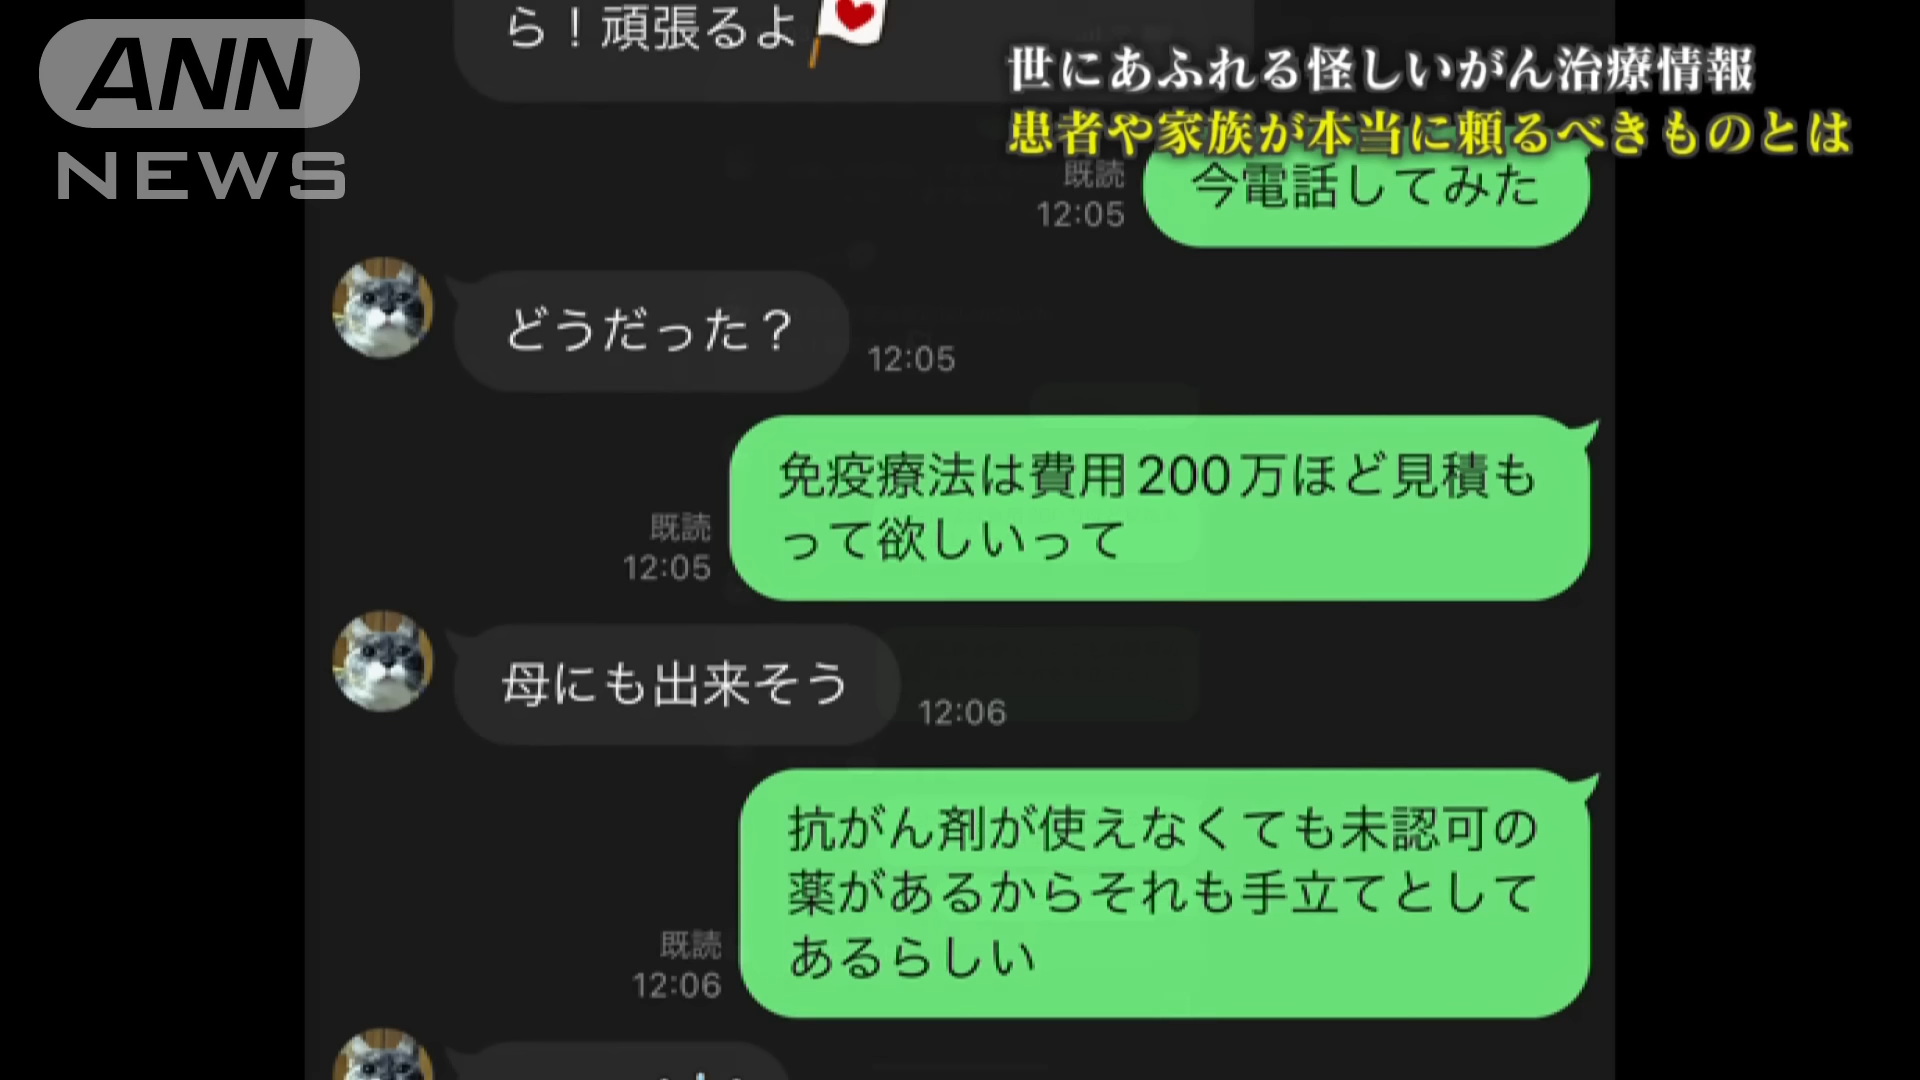 ANN
NEWS
世にあふれる怪しいがん治療情報
患者や家族が本当に頼るべきものとは
ら！頑張るよ
今電話してみた
既読
12:05
どうだった？
12:05
免疫療法は費用200万ほど見積も
って欲しいって
既読
12:05
母にも出来そう
12:06
抗がん剤が使えなくても未認可の
薬があるからそれも手立てとして
あるらしい
既読
12:06